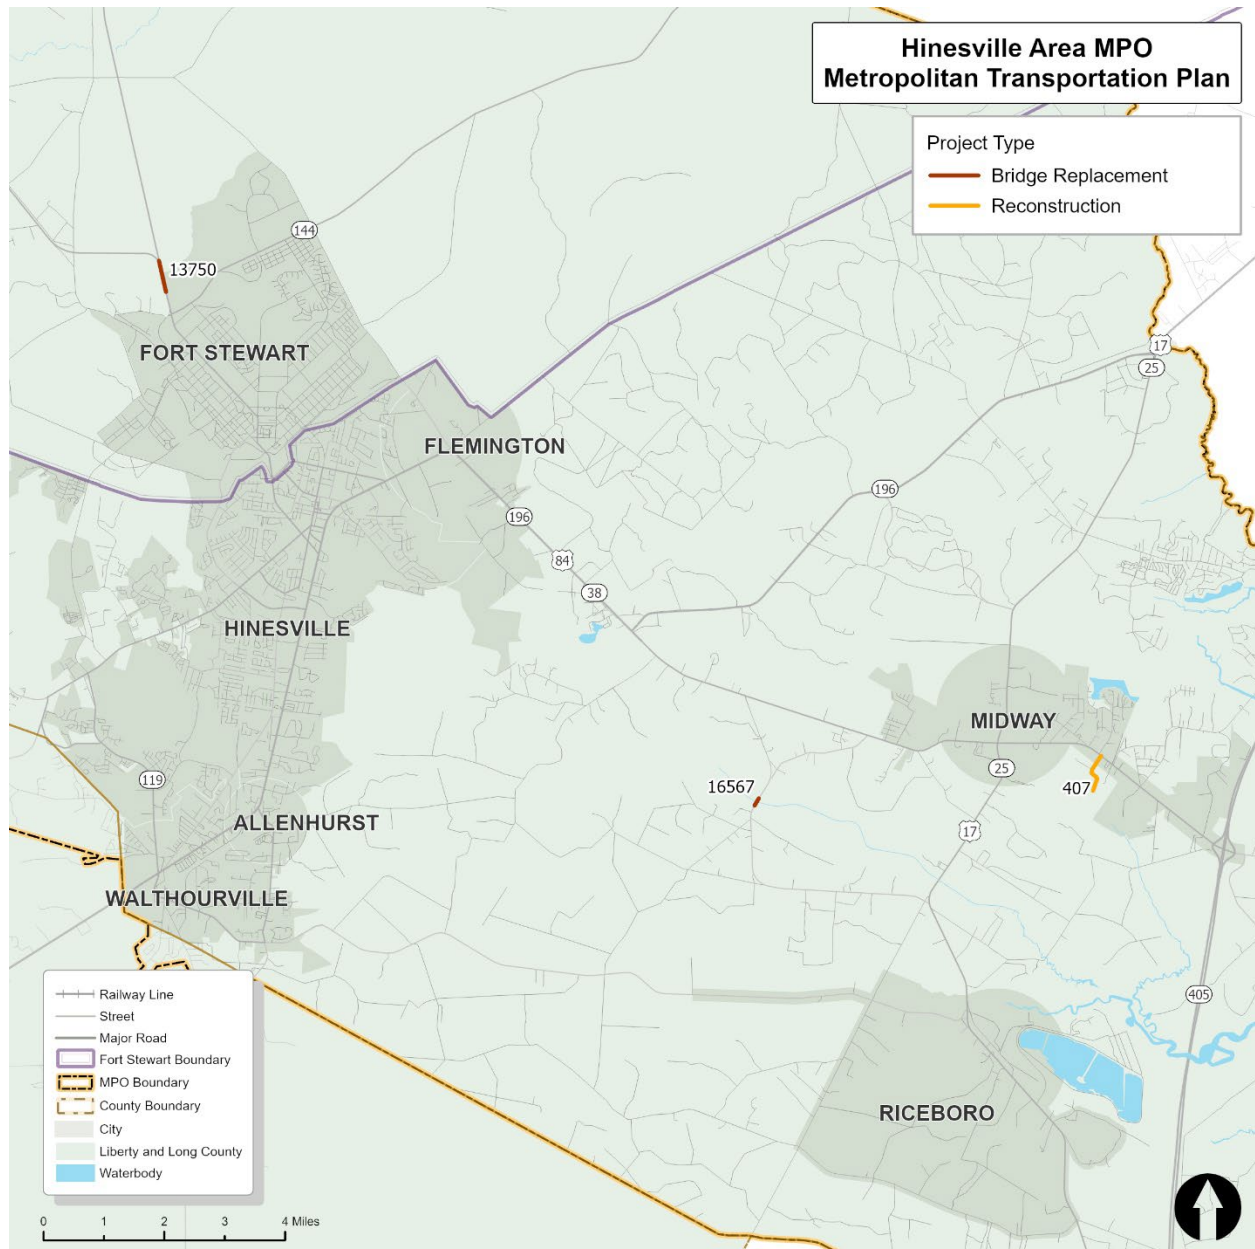 Hinesville Area MPO
Metropolitan Transportation Plan
Project Type
Bridge Replacement
Reconstruction
144
13750
FORT STEWART
17
25
FLEMINGTON
196
196
84
38
HINESVILLE
MIDWAY
25
119
16567
407
ALLENHURST
17
WALTHOURVILLE
405
RICEBORO
Railway Line
Street
Major Road
Fort Stewart Boundary
MPO Boundary
County Boundary
City
Liberty and Long County
Waterbody
0 1 2 3 4 Miles